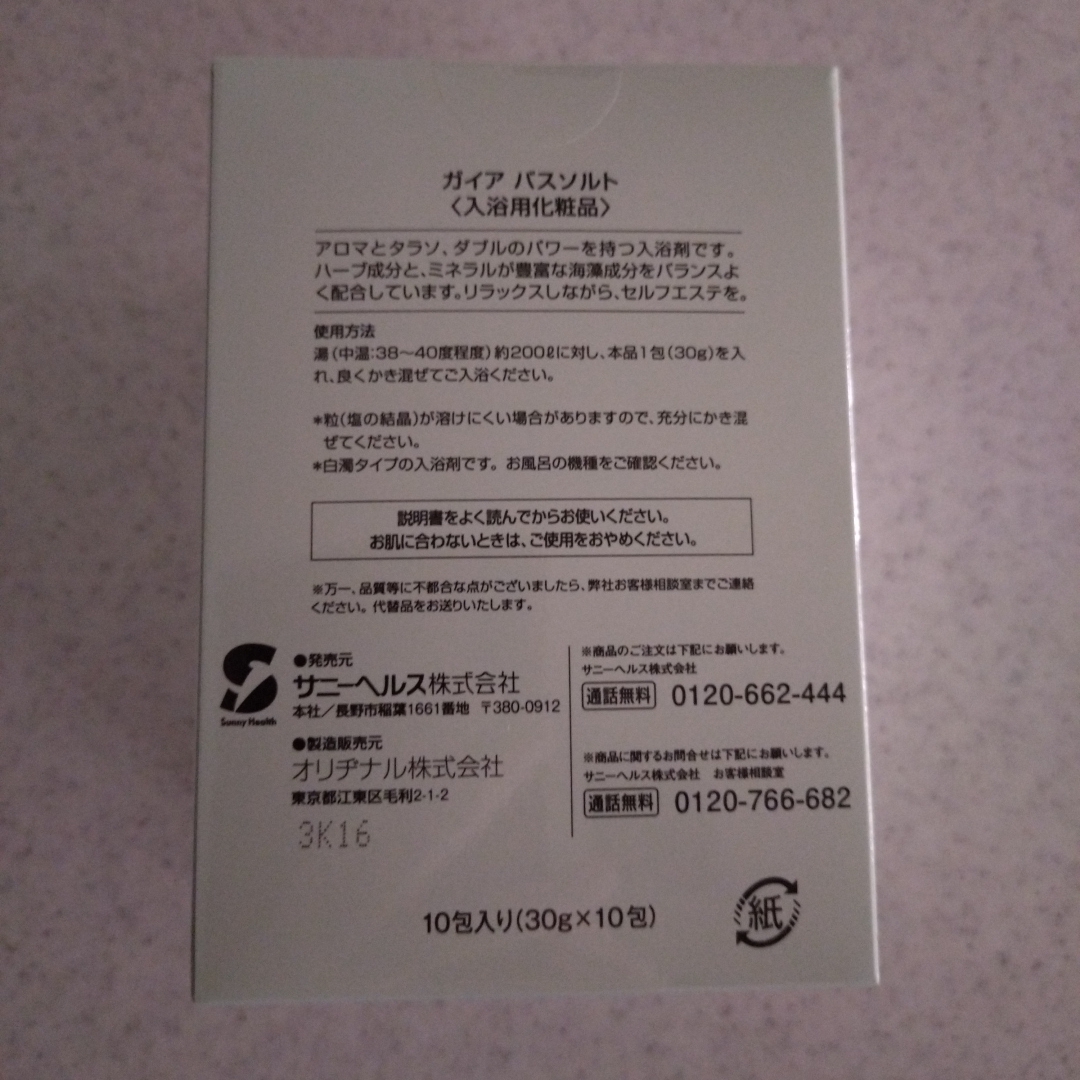 ガイア バスソルト
〈入浴用化粧品〉
アロマとタラソ、ダブルのパワーを持つ入浴剤です。
ハーブ成分と、ミネラルが豊富な海藻成分をバランスよ
く配合しています。リラックスしながら、セルフエステを。
使用方法
湯(中温:38〜40度程度)約200ℓに対し、本品1包(30g)を入
れ、良くかき混ぜてご入浴ください。
*粒(塩の結晶)が溶けにくい場合がありますので、充分にかき混
ぜてください。
*白濁タイプの入浴剤です。お風呂の機種をご確認ください。
説明書をよく読んでからお使いください。
お肌に合わないときは、ご使用をおやめください。
※万一、品質等に不都合な点がございましたら、弊社お客様相談室までご連絡
ください。代替品をお送りいたします。
Sunny Health
●発売元
サニーヘルス株式会社
本社/長野市稲葉1661番地 〒380-0912
●製造販売元
オリヂナル株式会社
東京都江東区毛利2-1-2
3K16
※商品のご注文は下記にお願いします。
サニーヘルス株式会社
通話無料 0120-662-444
※商品に関するお問合せは下記にお願いします。
サニーヘルス株式会社 お客様相談室
通話無料 0120-766-682
10包入り(30g×10包)
紙